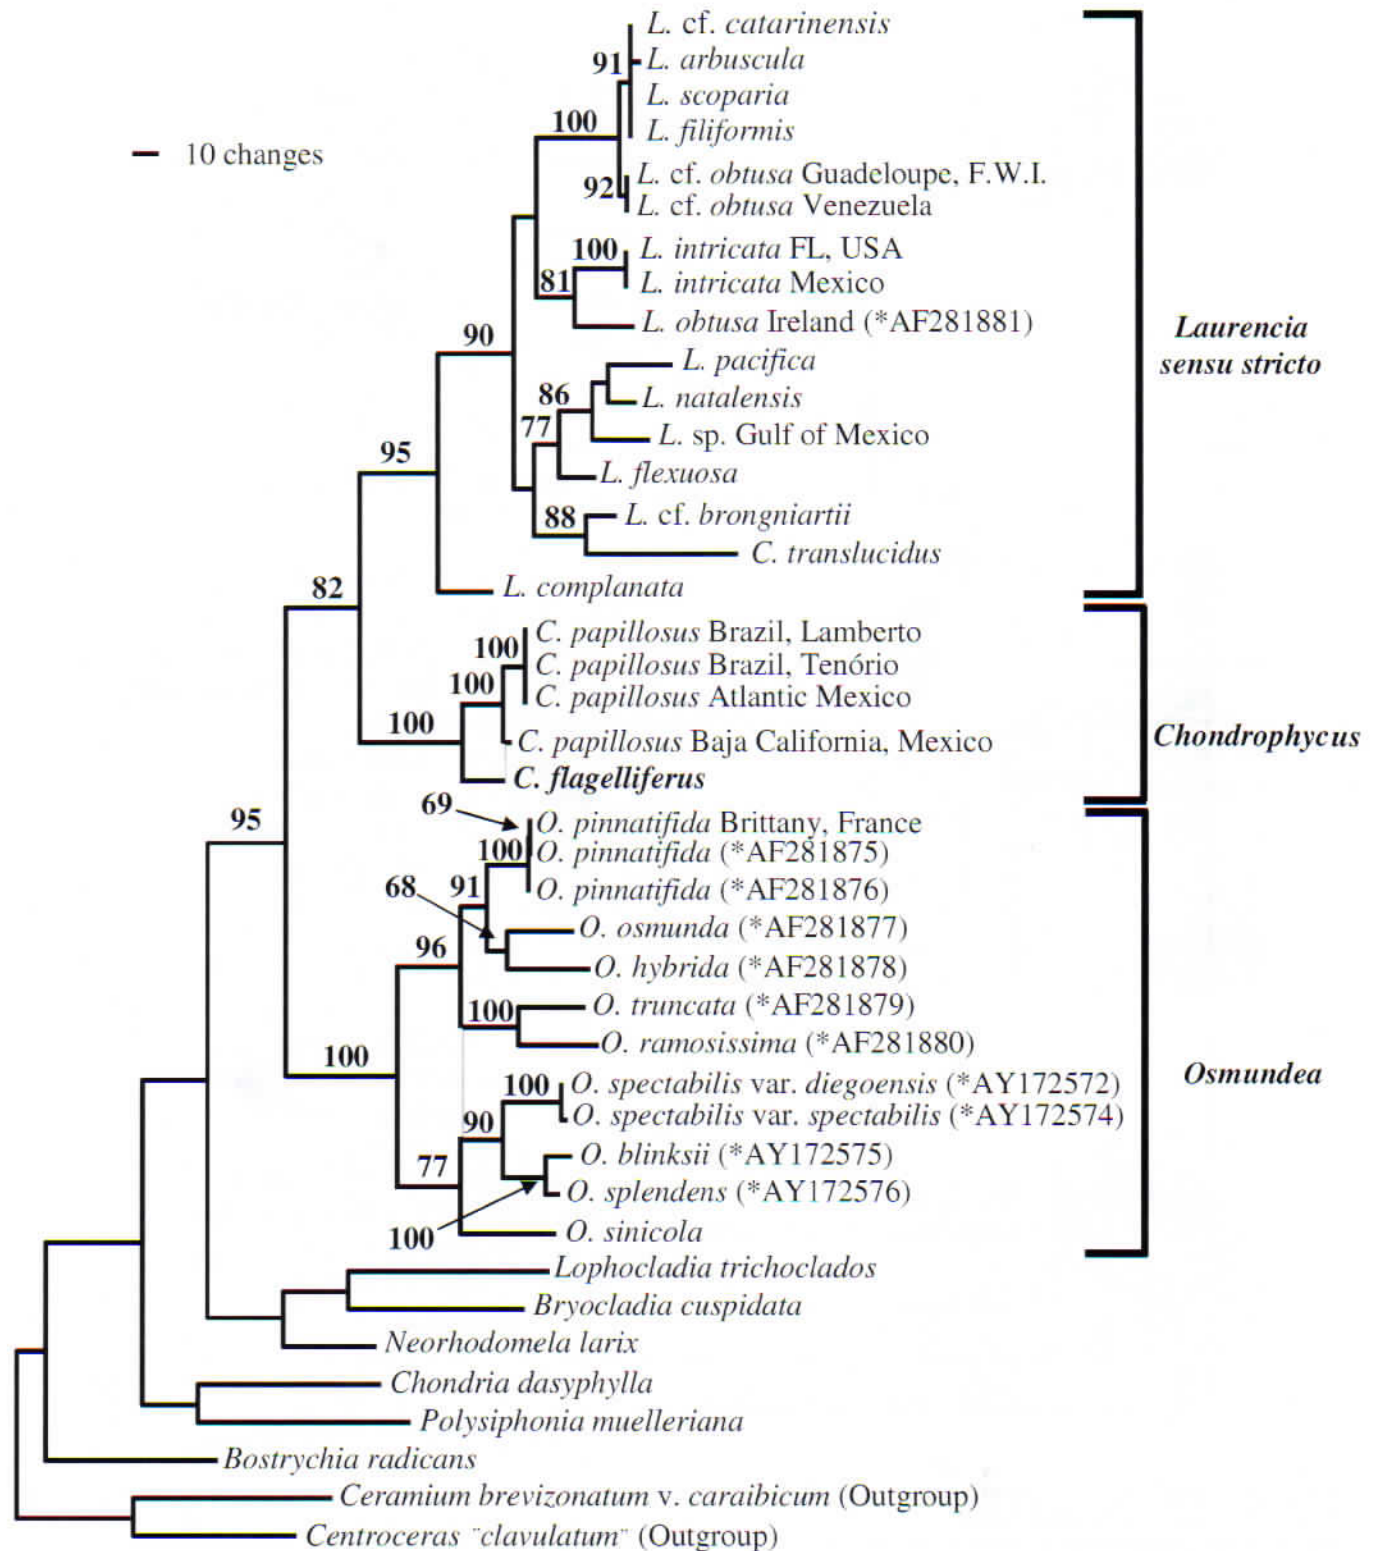 L. cf. catarinensis
91
L. arbuscula
L. scoparia
100
L. filiformis
10 changes
L. cf. obtusa Guadeloupe, F.W.I.
92
L. cf. obtusa Venezuela
100
L. intricata FL, USA
81
L. intricata Mexico
L. obtusa Ireland (*AF281881)
Laurencia
sensu stricto
90
L. pacifica
86
L. natalensis
77
L. sp. Gulf of Mexico
95
L. flexuosa
88
L. cf. brongniartii
C. translucidus
82
L. complanata
C. papillosus Brazil, Lamberto
100
C. papillosus Brazil, Tenório
100
C. papillosus Atlantic Mexico
100
C. papillosus Baja California, Mexico
Chondrophycus
C. flagelliferus
69
95
O. pinnatifida Brittany, France
100
O. pinnatifida (*AF281875)
68
91
O. pinnatifida (*AF281876)
O. osmunda (*AF281877)
96
O. hybrida (*AF281878)
100
O. truncata (*AF281879)
100
O. ramosissima (*AF281880)
Osmundea
100
O. spectabilis var. diegoensis (*AY172572)
90
O. spectabilis var. spectabilis (*AY172574)
77
O. blinksii (*AY172575)
O. splendens (*AY172576)
100
O. sinicola
Lophocladia trichoclados
Bryocladia cuspidata
Neorhodomela larix
Chondria dasyphylla
Polysiphonia muelleriana
Bostrychia radicans
Ceramium brevizonatum v. caraibicum (Outgroup)
Centroceras ¨clavulatum¨ (Outgroup)